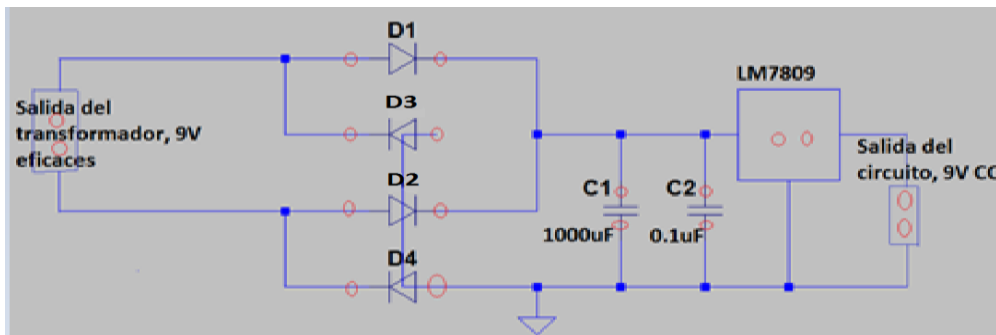 D1
LM7809
Salida del
transformador, 9V
eficaces
D3
Salida del
circuito, 9V CC
D2
C1
C2
1000uF
0.1uF
D4